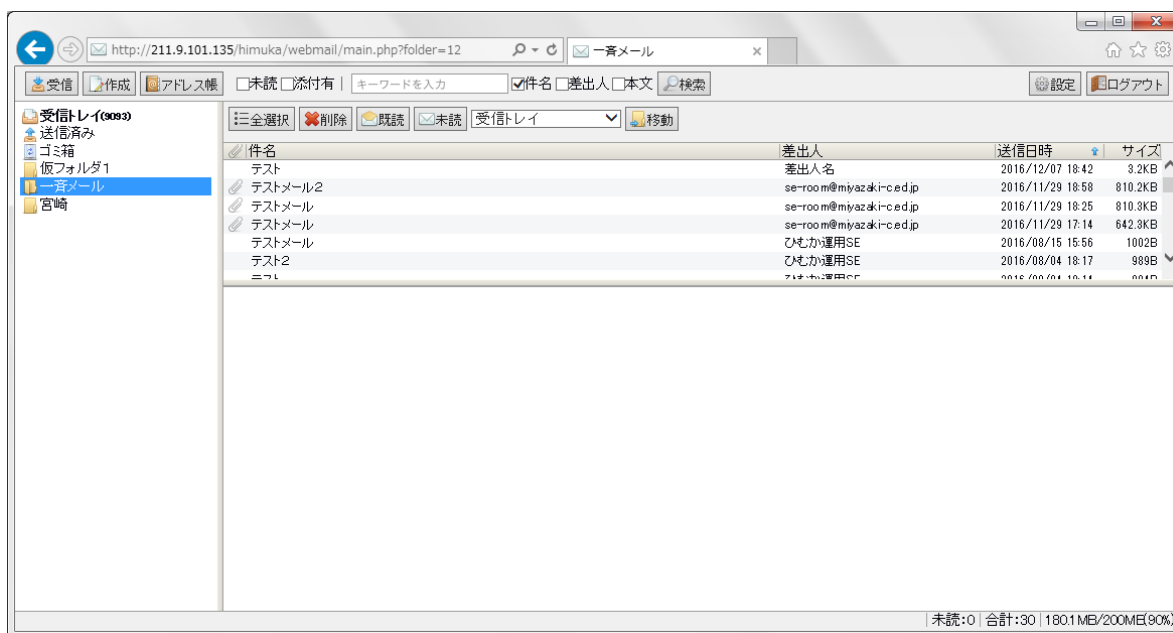 http://211.9.101.135/himuka/webmail/main.php?folder=12 一斉メール
受信 作成 アドレス帳 未読 添付有 | キーワードを入力 件名 差出人 本文 検索 設定 ログアウト
受信トレイ(9093)
送信済み
ゴミ箱
仮フォルダ1
一斉メール
宮崎
全選択 削除 既読 未読 受信トレイ 移動
件名 差出人 送信日時 サイズ
テスト 差出人名 2016/12/07 18:42 3.2KB
テストメール2 se-room@miyazaki-c.ed.jp 2016/11/29 18:58 810.2KB
テストメール se-room@miyazaki-c.ed.jp 2016/11/29 18:25 810.3KB
テストメール se-room@miyazaki-c.ed.jp 2016/11/29 17:14 642.3KB
テストメール ひむか運用SE 2016/08/15 15:56 1002B
テスト2 ひむか運用SE 2016/08/04 18:17 989B
未読:0 | 合計:30 | 180.1MB/200MB(90%)